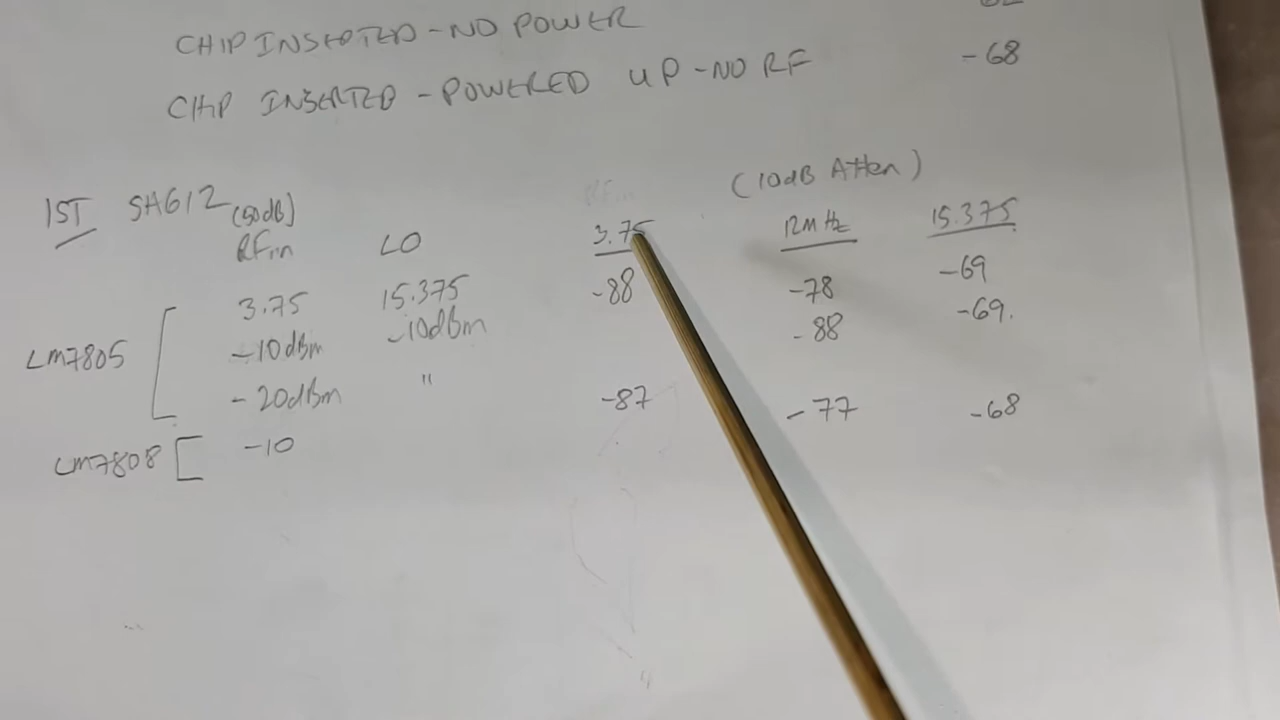 CHIP INSERTED - NO POWER
CHIP INSERTED - POWERED UP - NO RF -68
(10dB Atten)
1ST SA612 (50dB)
RFin LO 3.75 12MHz 15.375
3.75 15.375 -88 -78 -69
LM7805 [ -10dBm -10dBm -88 -69.
-20dBm "
-87 -77 -68
LM7808 [ -10